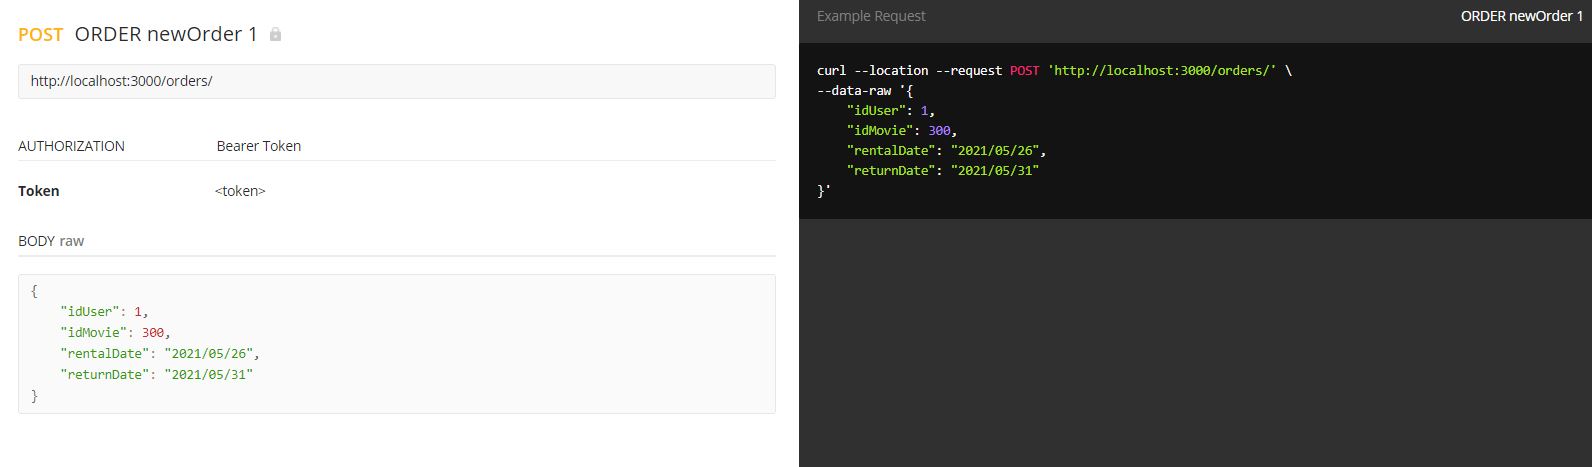 POST ORDER newOrder 1
http://localhost:3000/orders/
AUTHORIZATION Bearer Token
Token <token>
BODY raw
{
    "idUser": 1,
    "idMovie": 300,
    "rentalDate": "2021/05/26",
    "returnDate": "2021/05/31"
}
Example Request ORDER newOrder 1
curl --location --request POST 'http://localhost:3000/orders/' \
--data-raw '{
    "idUser": 1,
    "idMovie": 300,
    "rentalDate": "2021/05/26",
    "returnDate": "2021/05/31"
}'